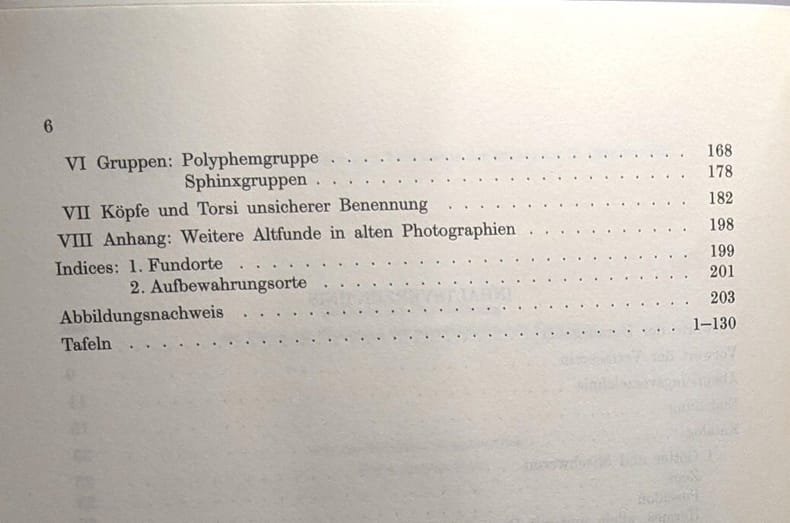 6
VI Gruppen: Polyphemgruppe . . . . . . . . . . . . . . . . . . . . . . 168
Sphinxgruppen . . . . . . . . . . . . . . . . . . . . . . . 178
VII Köpfe und Torsi unsicherer Benennung . . . . . . . . . . . . . . 182
VIII Anhang: Weitere Altfunde in alten Photographien . . . . . . . . . . 198
Indices: 1. Fundorte . . . . . . . . . . . . . . . . . . . . . . . . . . . 199
2. Aufbewahrungsorte . . . . . . . . . . . . . . . . . . . . . . 201
Abbildungsnachweis . . . . . . . . . . . . . . . . . . . . . . . . . . . 203
Tafeln . . . . . . . . . . . . . . . . . . . . . . . . . . . . . . . . . 1–130